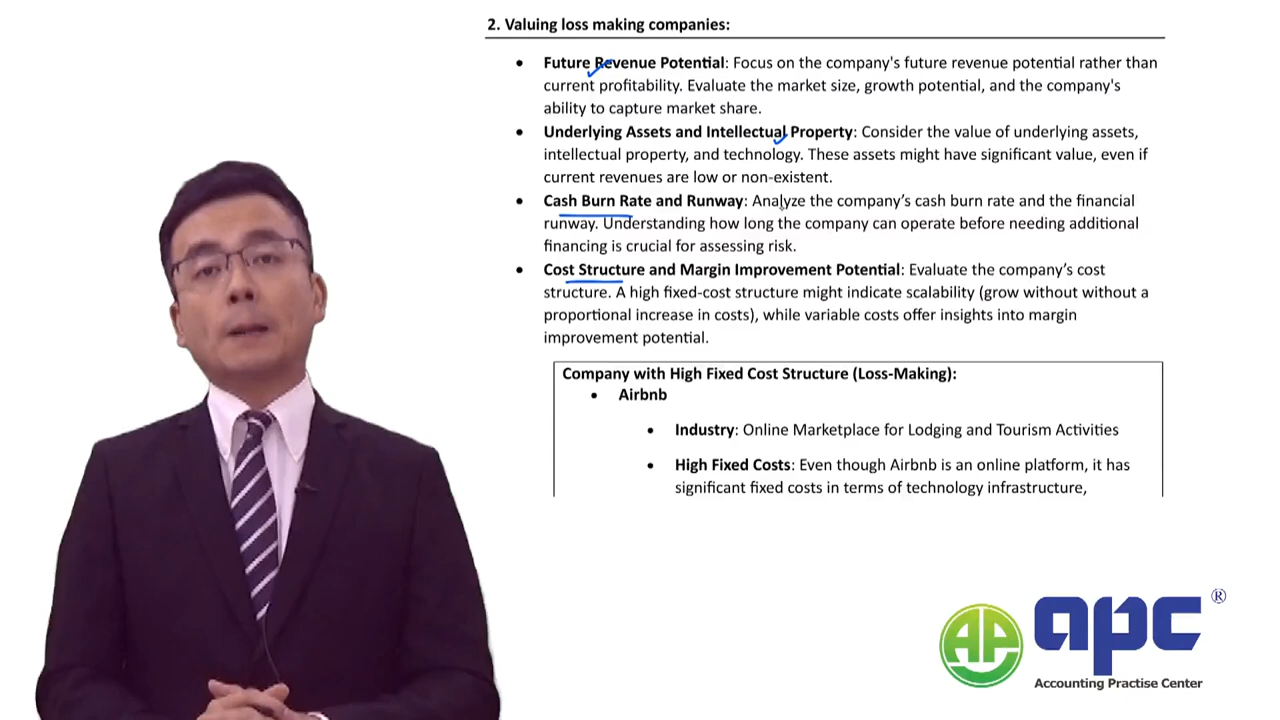 2. Valuing loss making companies:
• Future Revenue Potential: Focus on the company's future revenue potential rather than
current profitability. Evaluate the market size, growth potential, and the company's
ability to capture market share.
• Underlying Assets and Intellectual Property: Consider the value of underlying assets,
intellectual property, and technology. These assets might have significant value, even if
current revenues are low or non-existent.
• Cash Burn Rate and Runway: Analyze the company’s cash burn rate and the financial
runway. Understanding how long the company can operate before needing additional
financing is crucial for assessing risk.
• Cost Structure and Margin Improvement Potential: Evaluate the company’s cost
structure. A high fixed-cost structure might indicate scalability (grow without without a
proportional increase in costs), while variable costs offer insights into margin
improvement potential.
Company with High Fixed Cost Structure (Loss-Making):
• Airbnb
• Industry: Online Marketplace for Lodging and Tourism Activities
• High Fixed Costs: Even though Airbnb is an online platform, it has
significant fixed costs in terms of technology infrastructure,
AP apc ®
Accounting Practise Center